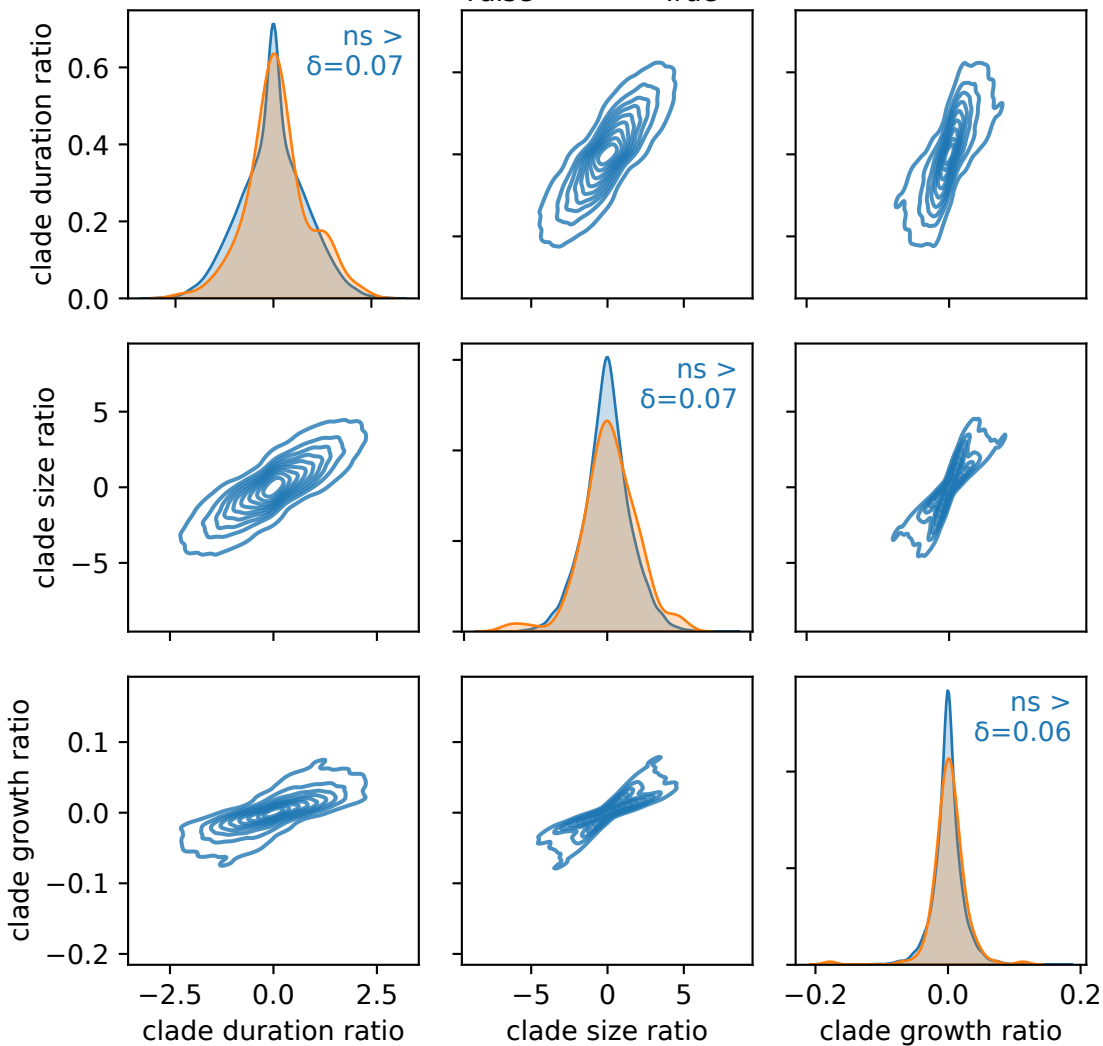 clade duration ratio
0.6
0.4
0.2
0.0
ns >
δ=0.07
clade size ratio
5
0
−5
ns >
δ=0.07
clade growth ratio
0.1
0.0
−0.1
−0.2
ns >
δ=0.06
−2.5 0.0 2.5
clade duration ratio
−5 0 5
clade size ratio
−0.2 0.0 0.2
clade growth ratio